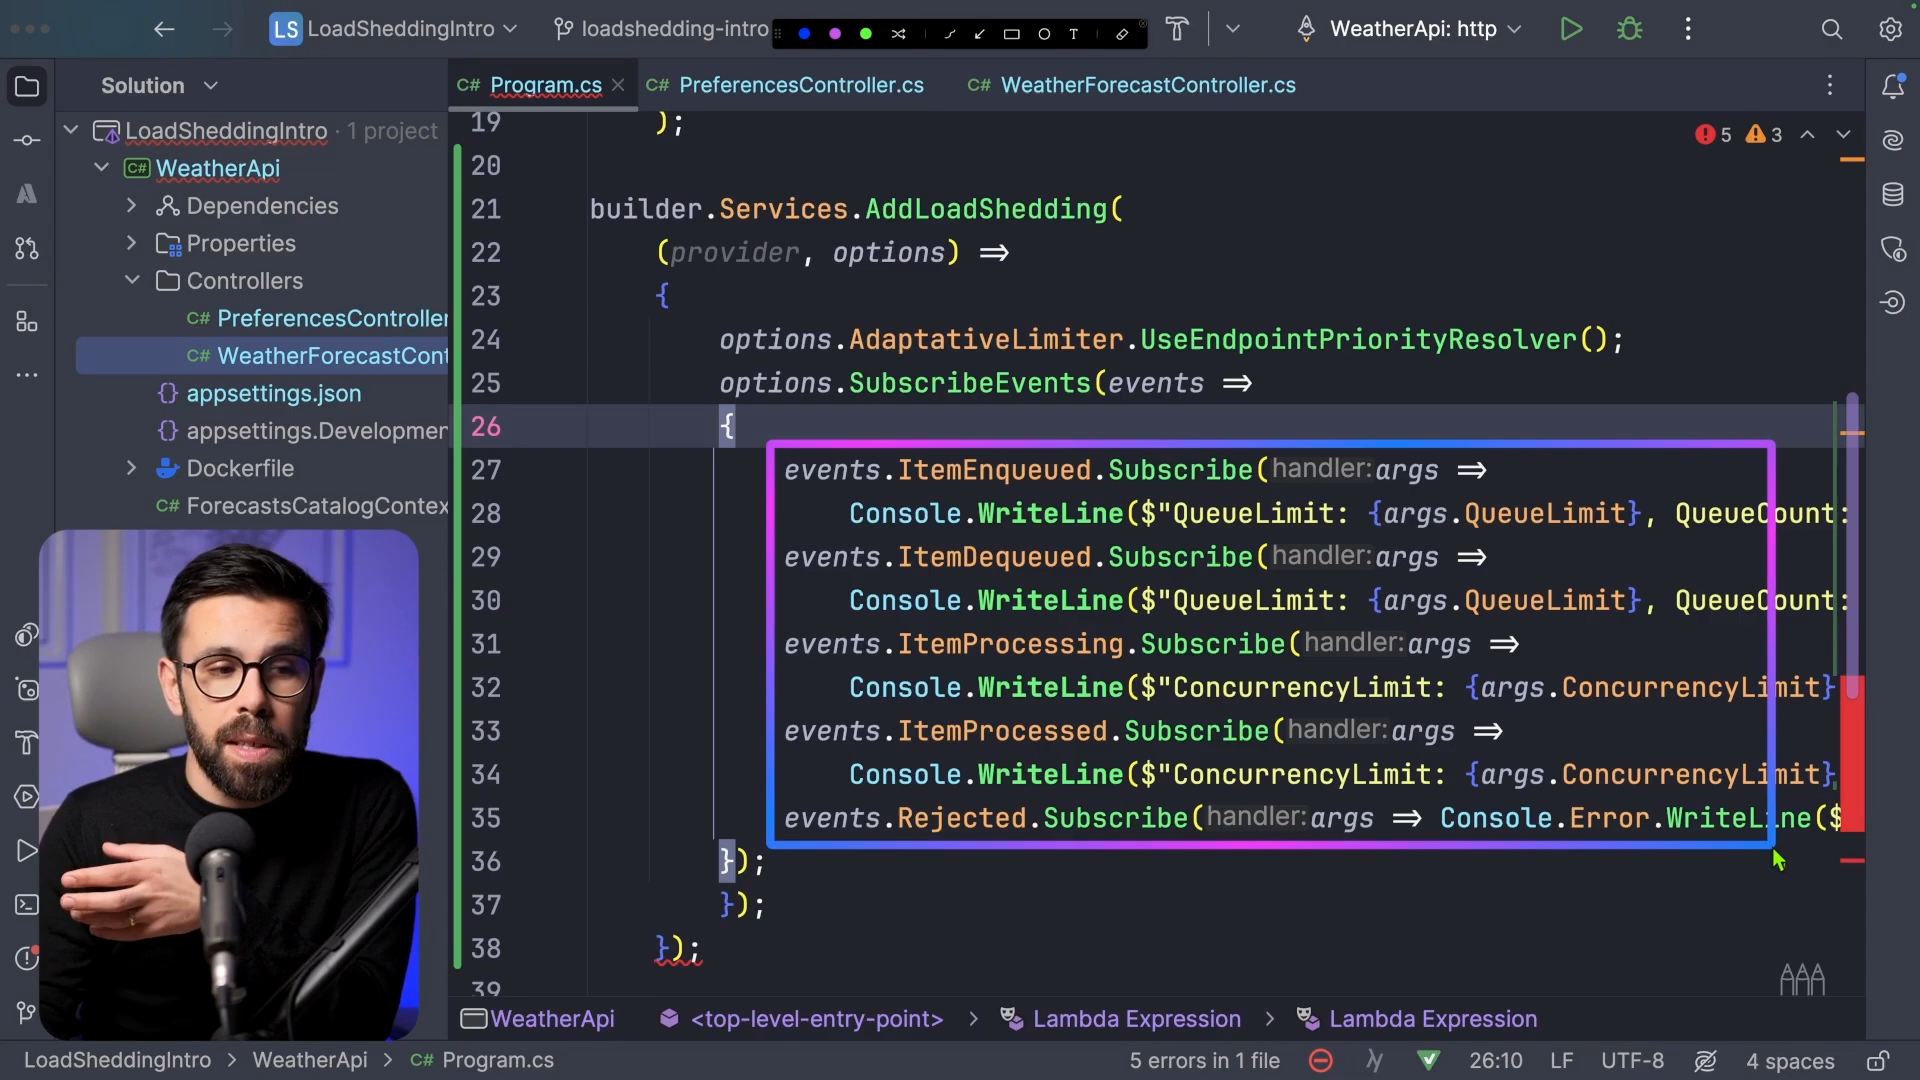 LS LoadSheddingIntro
loadshedding-intro
T
WeatherApi: http
Solution
C# Program.cs
C# PreferencesController.cs
C# WeatherForecastController.cs
LoadSheddingIntro · 1 project
C# WeatherApi
Dependencies
Properties
Controllers
C# PreferencesController
C# WeatherForecastCont
{} appsettings.json
{} appsettings.Developmen
Dockerfile
C# ForecastsCatalogContex
5 3
19 );
20
21 builder.Services.AddLoadShedding(
22 (provider, options) =>
23 {
24 options.AdaptativeLimiter.UseEndpointPriorityResolver();
25 options.SubscribeEvents(events =>
26 {
27 events.ItemEnqueued.Subscribe(handler: args =>
28 Console.WriteLine($"QueueLimit: {args.QueueLimit}, QueueCount:
29 events.ItemDequeued.Subscribe(handler: args =>
30 Console.WriteLine($"QueueLimit: {args.QueueLimit}, QueueCount:
31 events.ItemProcessing.Subscribe(handler: args =>
32 Console.WriteLine($"ConcurrencyLimit: {args.ConcurrencyLimit}
33 events.ItemProcessed.Subscribe(handler: args =>
34 Console.WriteLine($"ConcurrencyLimit: {args.ConcurrencyLimit},
35 events.Rejected.Subscribe(handler: args => Console.Error.WriteLine($
36 });
37 });
38 });
39
WeatherApi <top-level-entry-point> > Lambda Expression > Lambda Expression
LoadSheddingIntro > WeatherApi > C# Program.cs
5 errors in 1 file
26:10 LF UTF-8 4 spaces